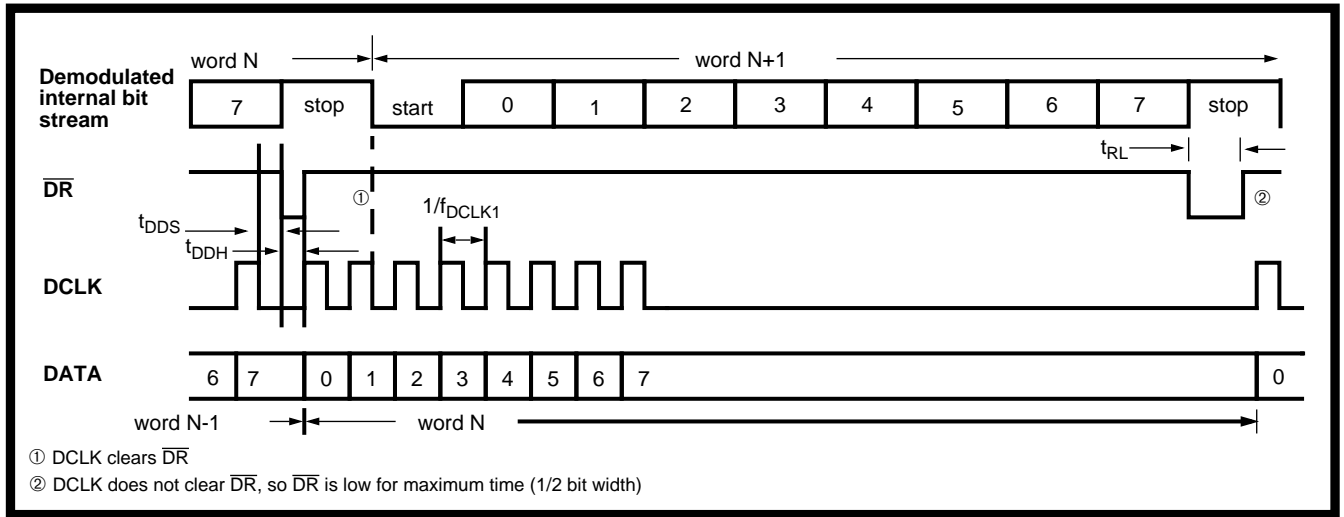 word N word N+1
Demodulated
internal bit
stream
7 stop start 0 1 2 3 4 5 6 7 stop
tRL
DR
① ②
1/fDCLK1
tDDS
tDDH
DCLK
DATA
6 7 0 1 2 3 4 5 6 7 0
word N-1 word N
① DCLK clears DR
② DCLK does not clear DR, so DR is low for maximum time (1/2 bit width)